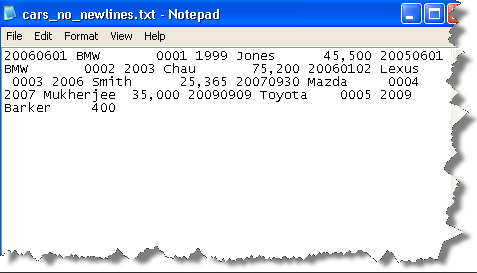 cars_no_newlines.txt - Notepad
File Edit Format View Help
20060601 BMW 0001 1999 Jones 45,500 20050601
BMW 0002 2003 Chau 75,200 20060102 Lexus
0003 2006 Smith 25,365 20070930 Mazda 0004
2007 Mukherjee 35,000 20090909 Toyota 0005 2009
Barker 400